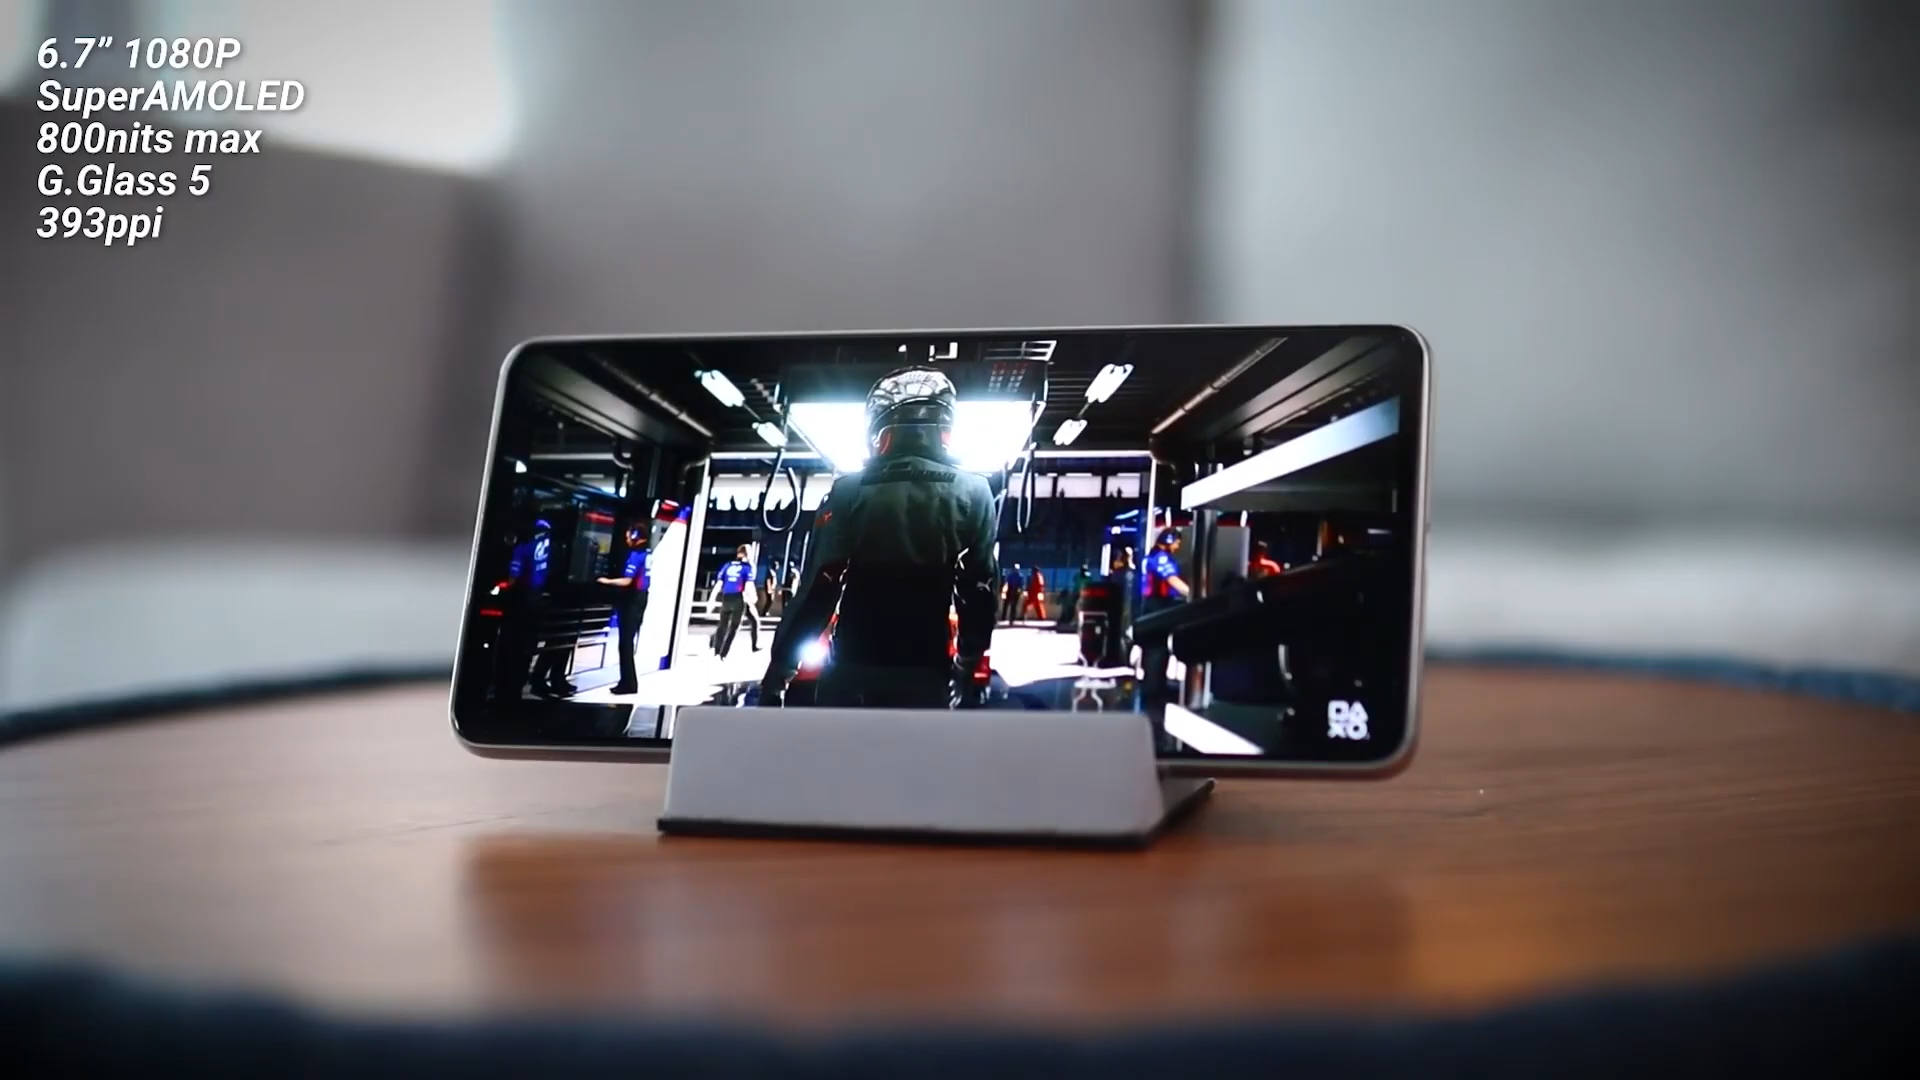 6.7” 1080P
SuperAMOLED
800nits max
G.Glass 5
393ppi